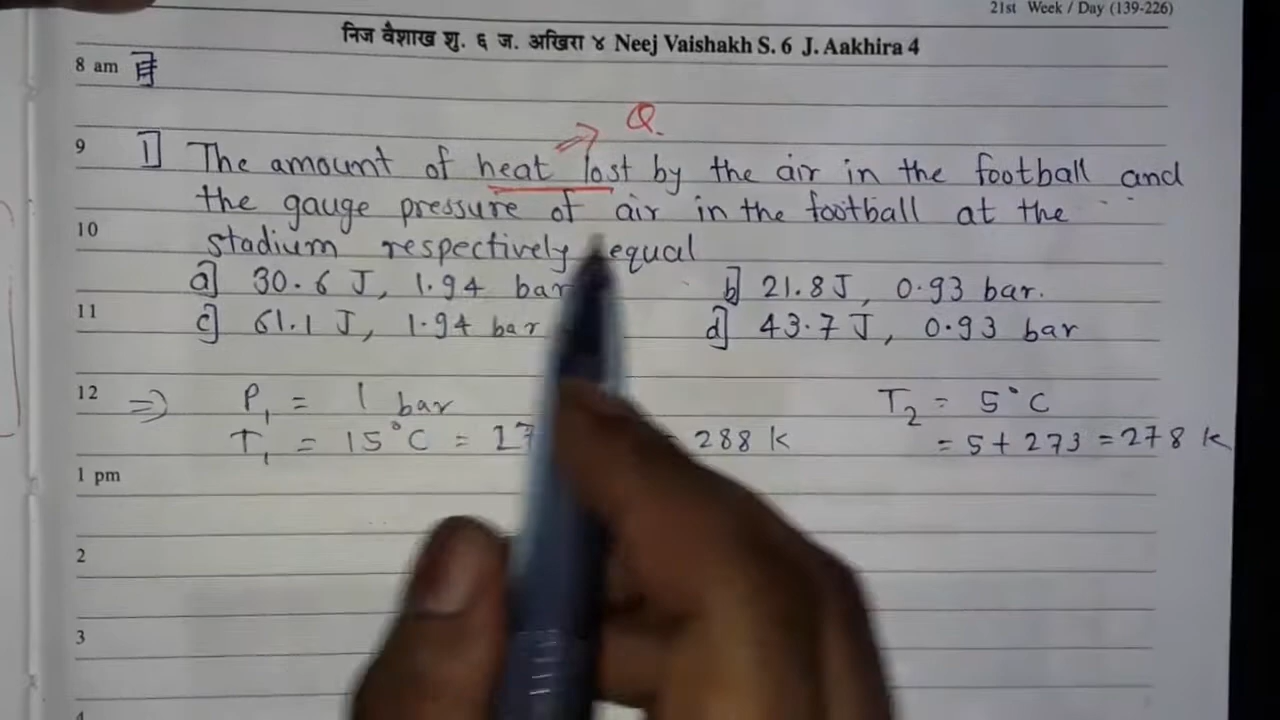 21st Week / Day (139-226)
निज वैशाख शु. ६ ज. अखिरा ४ Neej Vaishakh S. 6 J. Aakhira 4
8 am
Q.
9 1] The amount of heat lost by the air in the football and
the gauge pressure of air in the football at the
10
stadium respectively equal
a] 30.6 J, 1.94 bar b] 21.8 J, 0.93 bar.
11 c] 61.1 J, 1.94 bar d] 43.7 J, 0.93 bar
12 => P₁ = 1 bar T₂ = 5°C
T₁ = 15°C = = 288 K = 5 + 273 = 278 K
1 pm
2
3